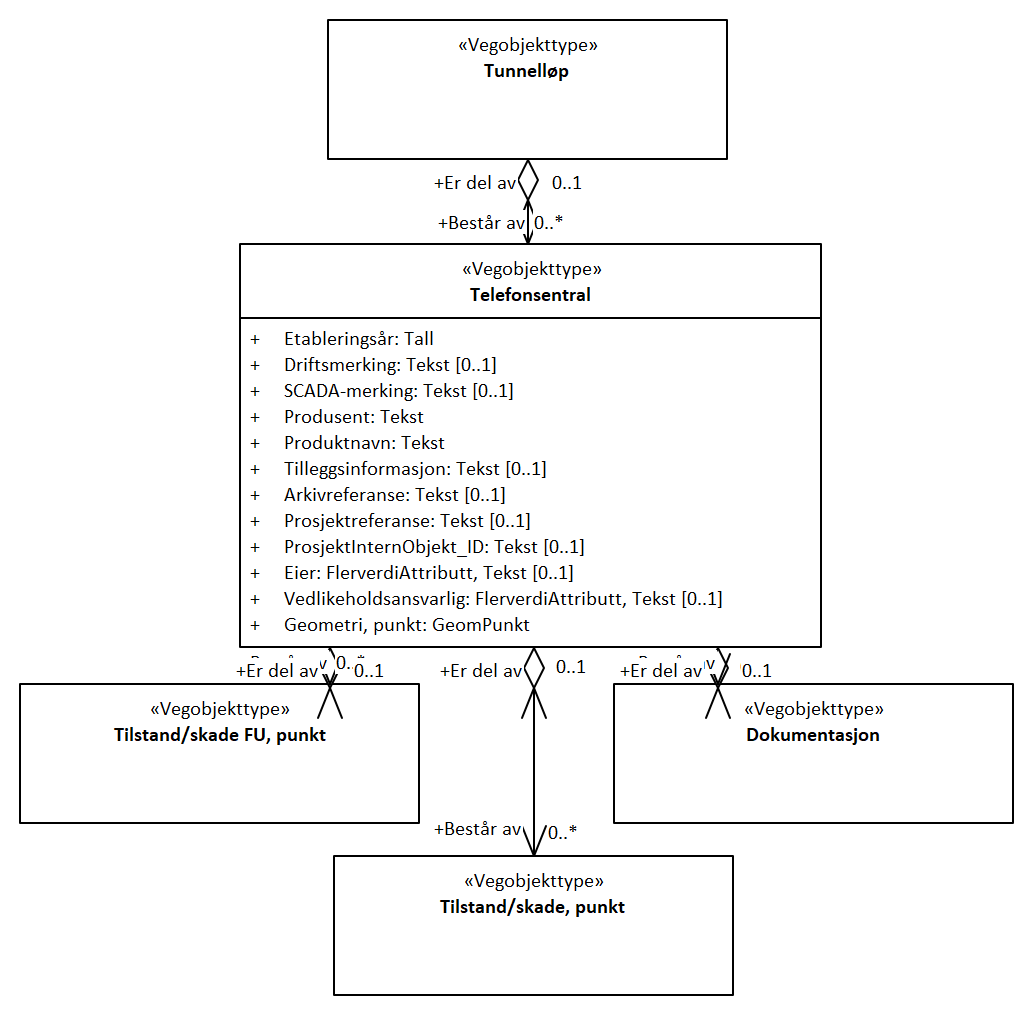 «Vegobjekttype»
Tunnelløp
+Er del av 0..1
+Består av 0..*
«Vegobjekttype»
Telefonsentral
+ Etableringsår: Tall
+ Driftsmerking: Tekst [0..1]
+ SCADA-merking: Tekst [0..1]
+ Produsent: Tekst
+ Produktnavn: Tekst
+ Tilleggsinformasjon: Tekst [0..1]
+ Arkivreferanse: Tekst [0..1]
+ Prosjektreferanse: Tekst [0..1]
+ ProsjektInternObjekt_ID: Tekst [0..1]
+ Eier: FlerverdiAttributt, Tekst [0..1]
+ Vedlikeholdsansvarlig: FlerverdiAttributt, Tekst [0..1]
+ Geometri, punkt: GeomPunkt
+Er del av 0..1
+Er del av 0..1
+Er del av 0..1
«Vegobjekttype»
Tilstand/skade FU, punkt
«Vegobjekttype»
Dokumentasjon
+Består av 0..*
«Vegobjekttype»
Tilstand/skade, punkt